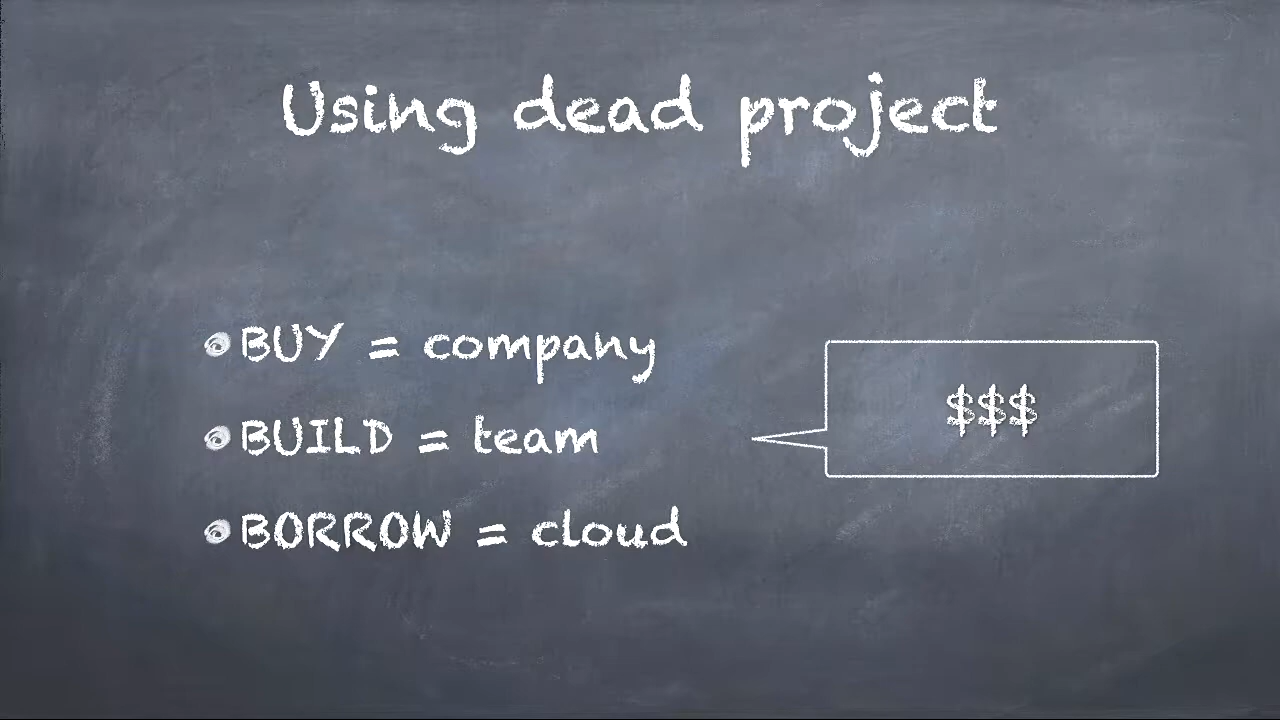 Using dead project
BUY = company
BUILD = team
BORROW = cloud
$$$